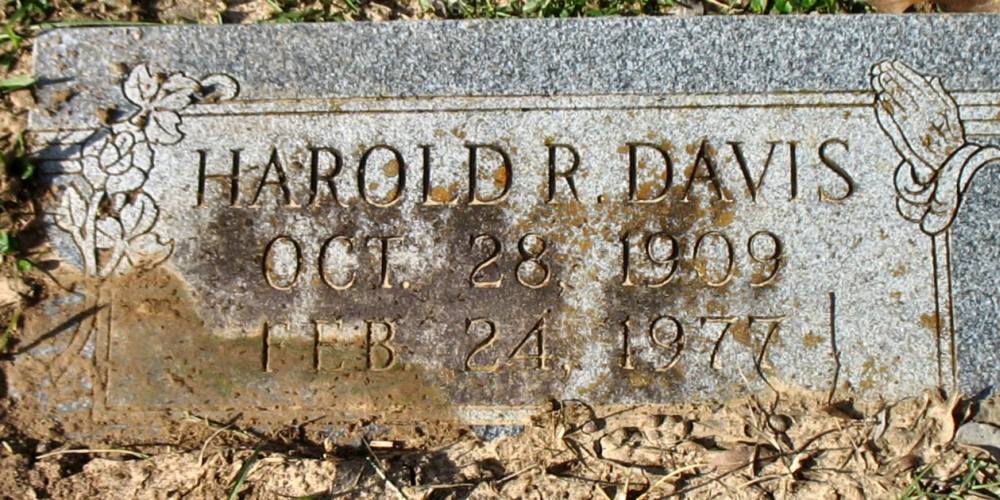 HAROLD R. DAVIS
OCT. 28, 1909
FEB 24, 1977